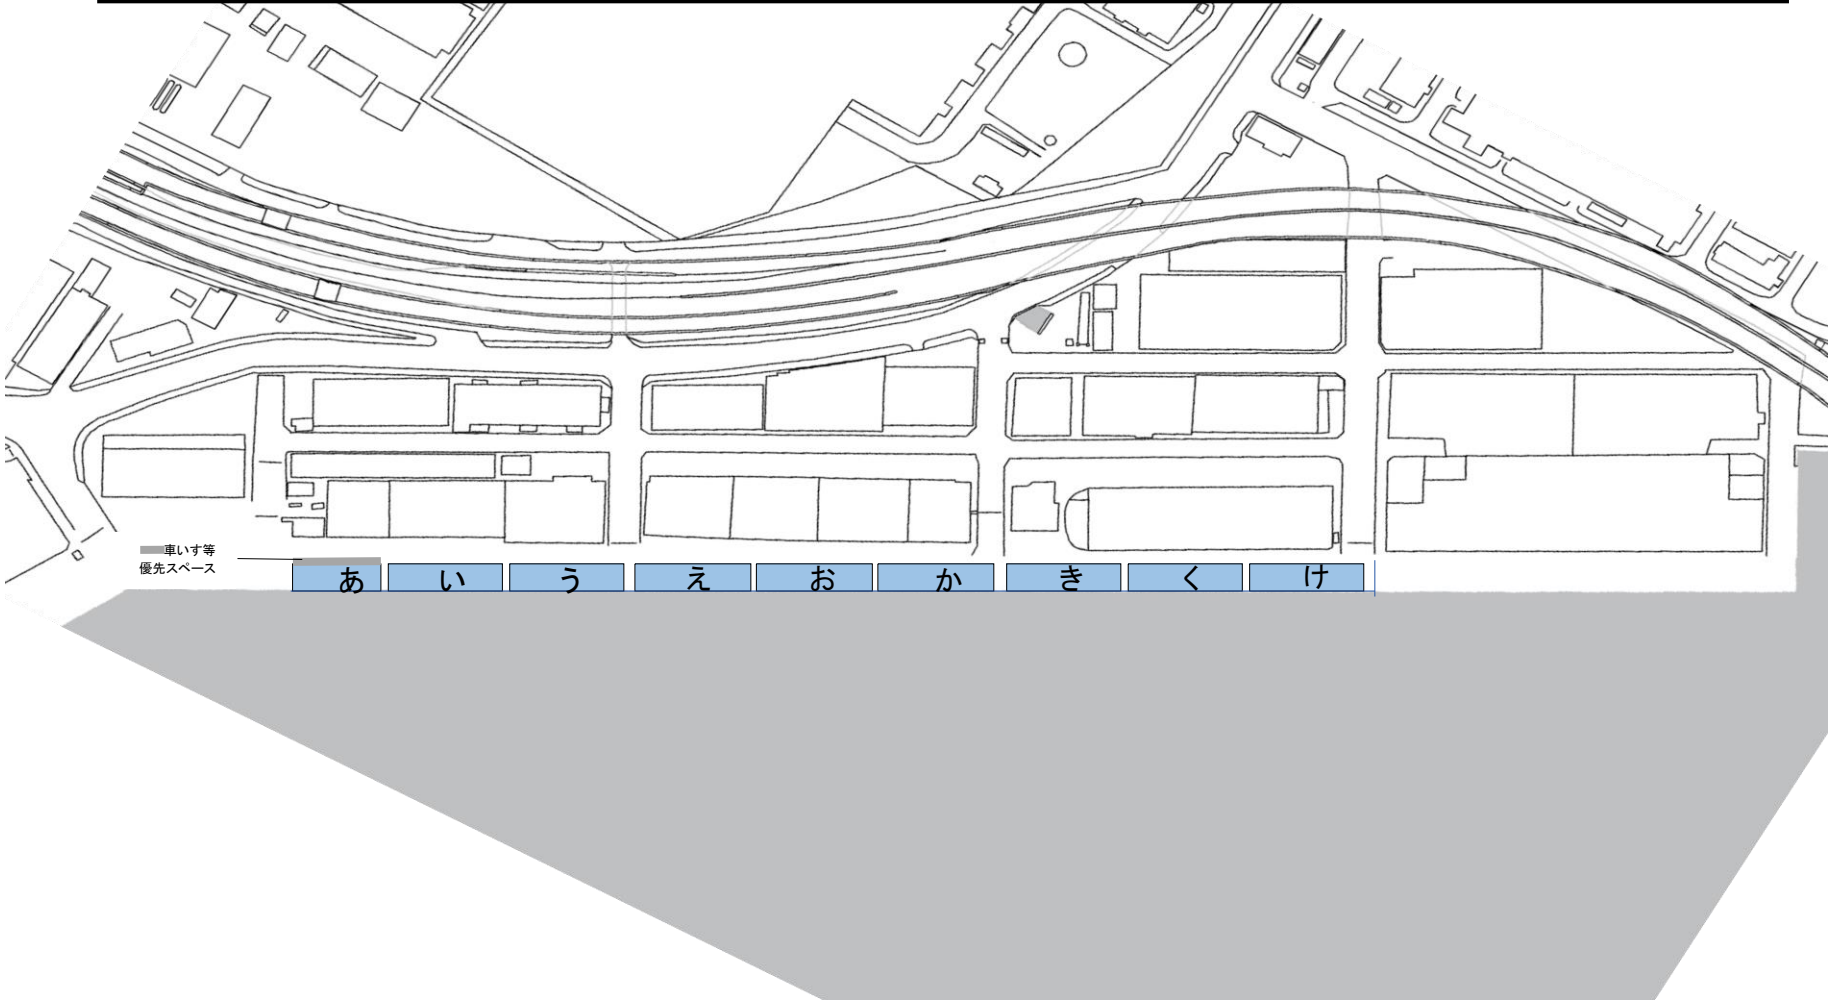 車いす等
優先スペース
あ い う え お か き く け